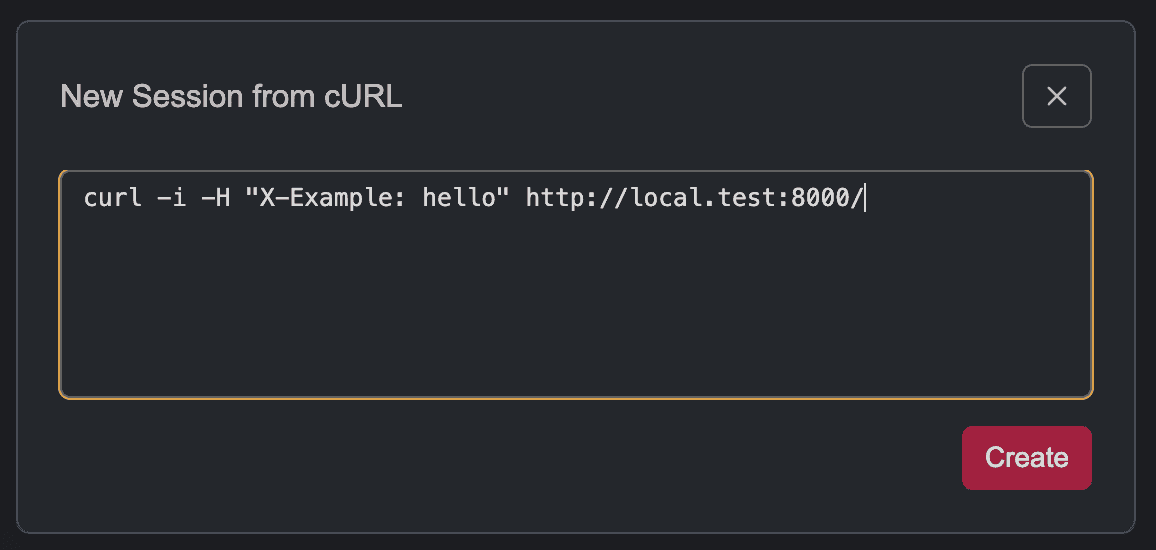 New Session from cURL
curl -i -H "X-Example: hello" http://local.test:8000/
Create